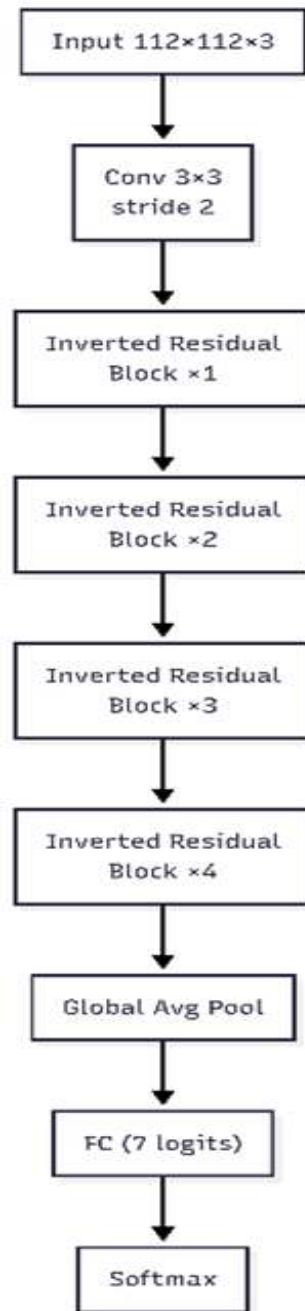 Input 112×112×3
Conv 3×3
stride 2
Inverted Residual
Block ×1
Inverted Residual
Block ×2
Inverted Residual
Block ×3
Inverted Residual
Block ×4
Global Avg Pool
FC (7 logits)
Softmax